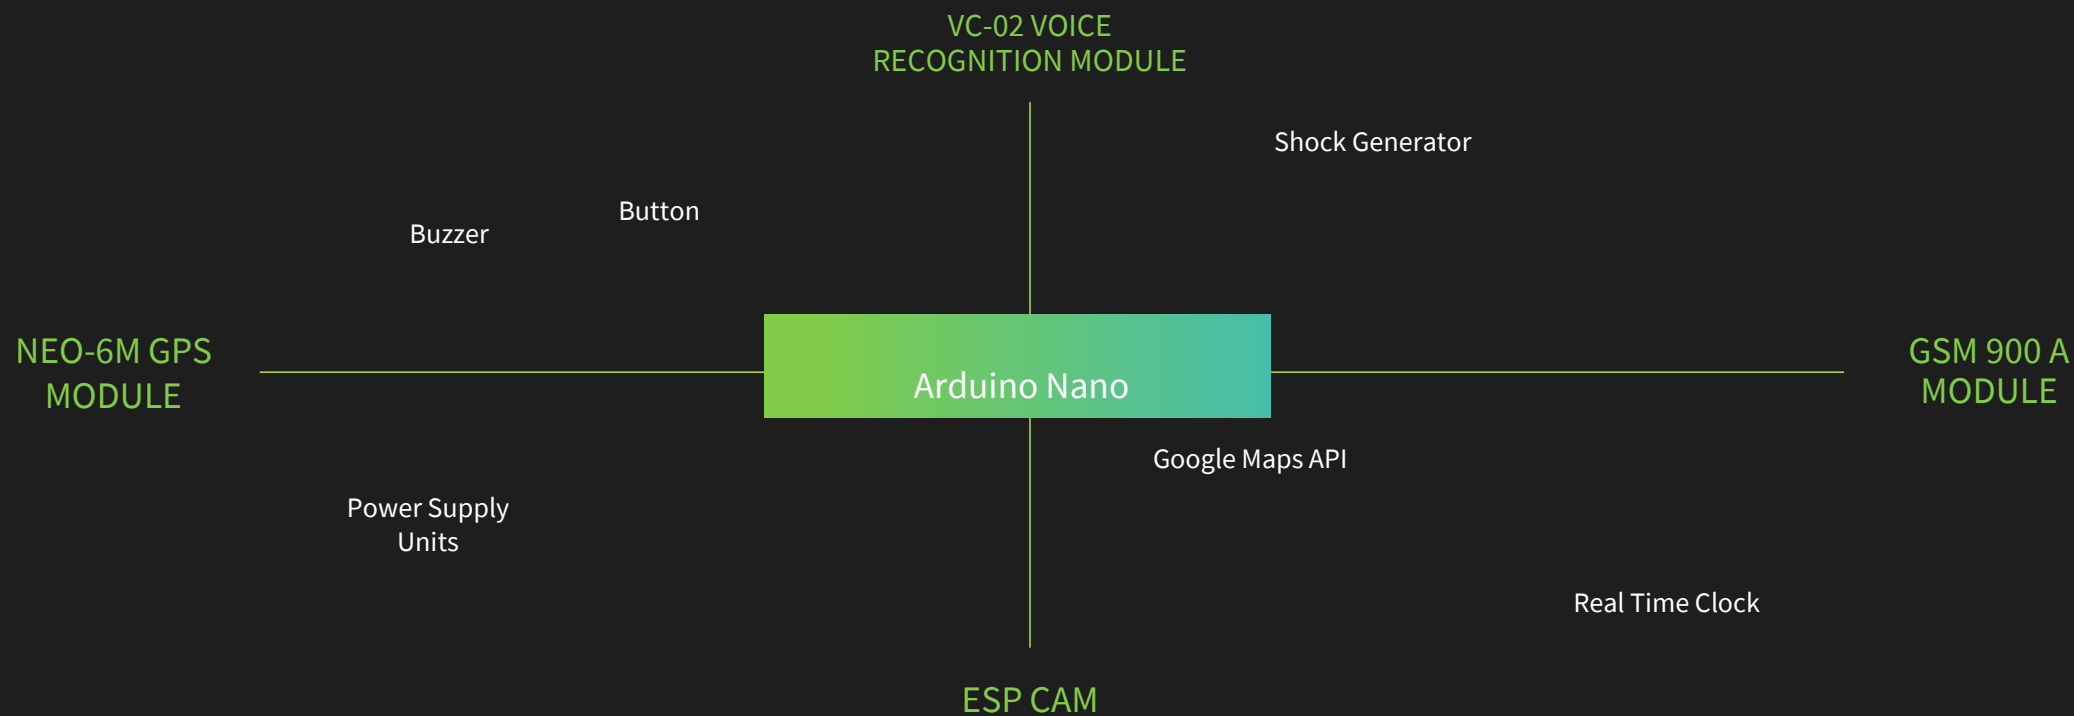 VC-02 VOICE
RECOGNITION MODULE
Shock Generator
Button
Buzzer
NEO-6M GPS
MODULE
Arduino Nano
GSM 900 A
MODULE
Google Maps API
Power Supply
Units
Real Time Clock
ESP CAM